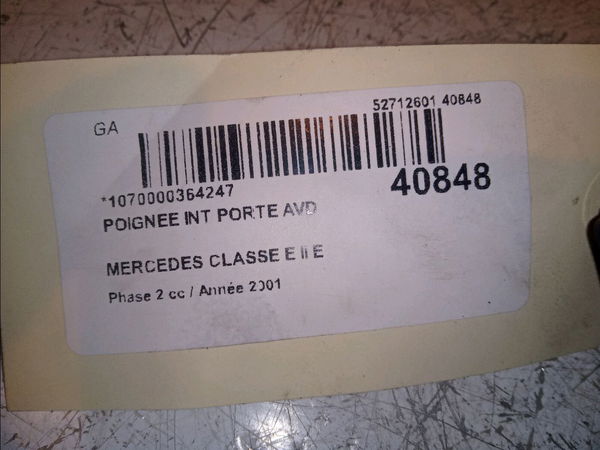 GA
52712601 40848
*1070000364247
40848
POIGNEE INT PORTE AVD
MERCEDES CLASSE E II E
Phase 2 cc / Année 2001